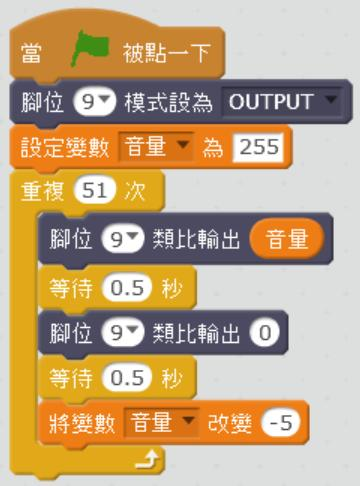 當 被點一下
腳位 9 模式設為 OUTPUT
設定變數 音量 為 255
重複 51 次
腳位 9 類比輸出 音量
等待 0.5 秒
腳位 9 類比輸出 0
等待 0.5 秒
將變數 音量 改變 -5